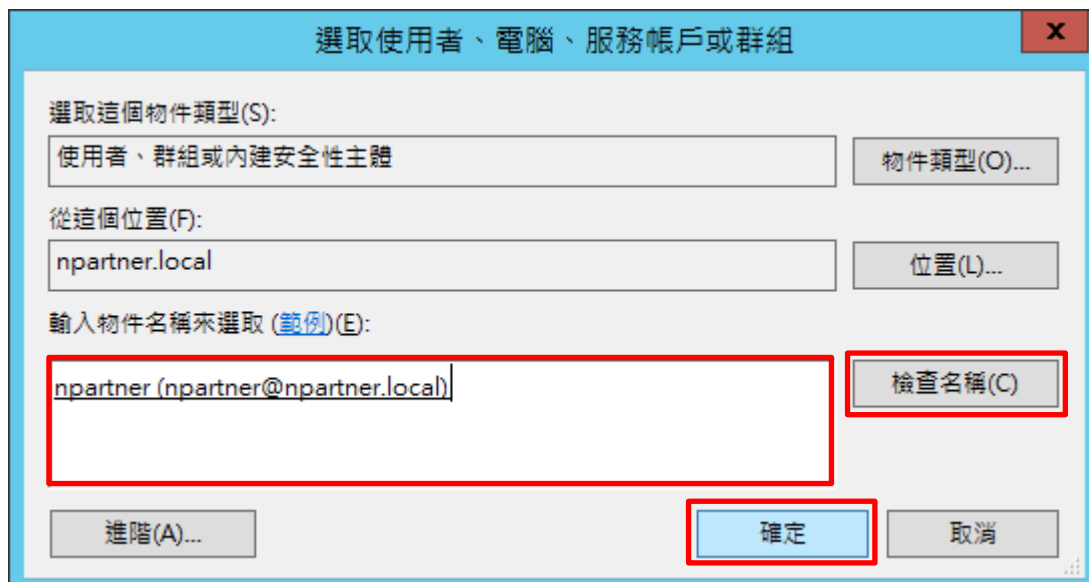 選取使用者、電腦、服務帳戶或群組
x
選取這個物件類型(S):
使用者、群組或內建安全性主體
物件類型(O)...
從這個位置(F):
npartner.local
位置(L)...
輸入物件名稱來選取 (範例)(E):
npartner (npartner@npartner.local)
檢查名稱(C)
進階(A)...
確定
取消